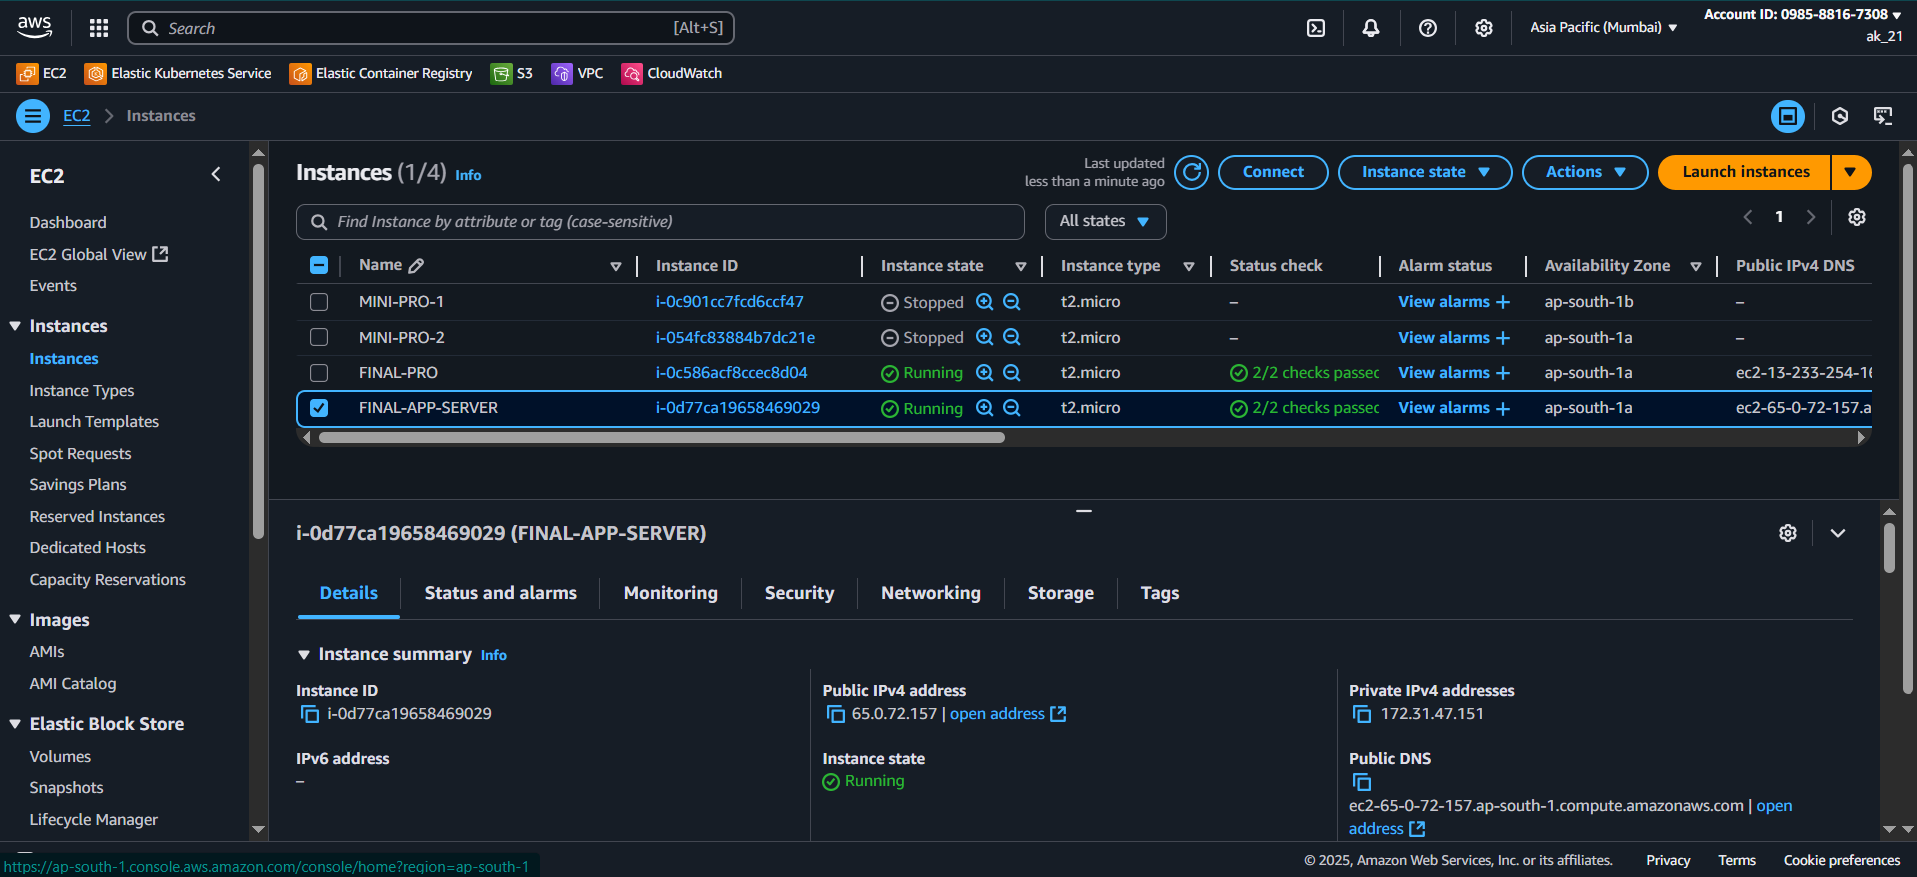 aws
Search [Alt+S]
Asia Pacific (Mumbai)
Account ID: 0985-8816-7308
ak_21
EC2 Elastic Kubernetes Service Elastic Container Registry S3 VPC CloudWatch
EC2 Instances
EC2
Dashboard
EC2 Global View
Events
Instances
Instances
Instance Types
Launch Templates
Spot Requests
Savings Plans
Reserved Instances
Dedicated Hosts
Capacity Reservations
Images
AMIs
AMI Catalog
Elastic Block Store
Volumes
Snapshots
Lifecycle Manager
Instances (1/4) Info
Last updated
less than a minute ago
Connect Instance state Actions Launch instances
Find Instance by attribute or tag (case-sensitive) All states 1
Name Instance ID Instance state Instance type Status check Alarm status Availability Zone Public IPv4 DNS
MINI-PRO-1 i-0c901cc7fcd6ccf47 Stopped t2.micro – View alarms + ap-south-1b –
MINI-PRO-2 i-054fc83884b7dc21e Stopped t2.micro – View alarms + ap-south-1a –
FINAL-PRO i-0c586acf8ccec8d04 Running t2.micro 2/2 checks passec View alarms + ap-south-1a ec2-13-233-254-16
FINAL-APP-SERVER i-0d77ca19658469029 Running t2.micro 2/2 checks passec View alarms + ap-south-1a ec2-65-0-72-157.a
i-0d77ca19658469029 (FINAL-APP-SERVER)
Details Status and alarms Monitoring Security Networking Storage Tags
Instance summary Info
Instance ID
i-0d77ca19658469029
Public IPv4 address
65.0.72.157 | open address
Private IPv4 addresses
172.31.47.151
IPv6 address
–
Instance state
Running
Public DNS
ec2-65-0-72-157.ap-south-1.compute.amazonaws.com | open
address
https://ap-south-1.console.aws.amazon.com/console/home?region=ap-south-1
© 2025, Amazon Web Services, Inc. or its affiliates. Privacy Terms Cookie preferences